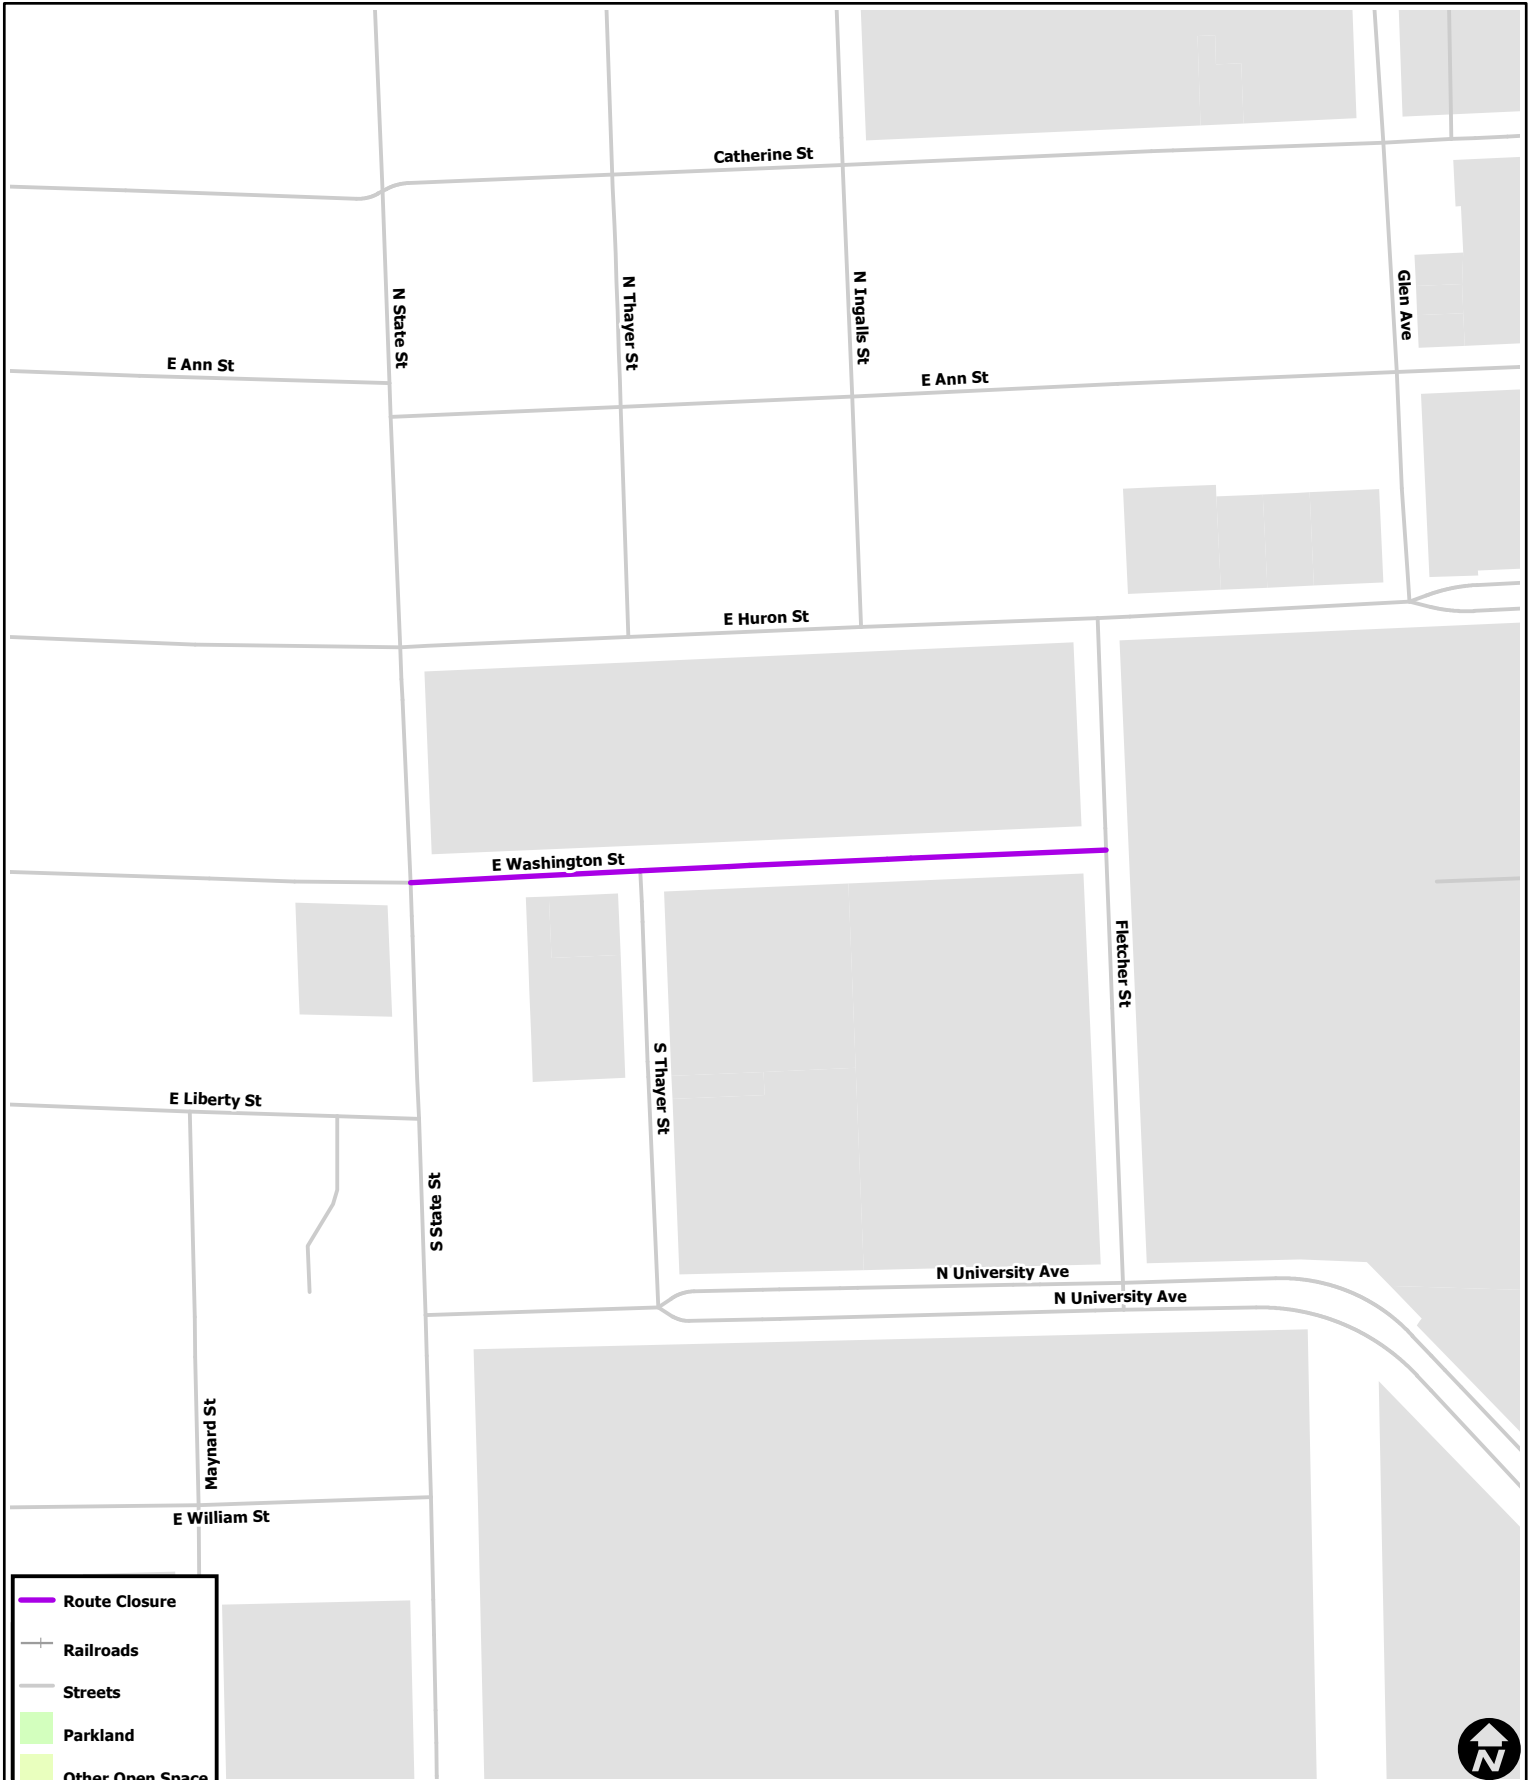 Catherine St
N State St
N Thayer St
N Ingalls St
Glen Ave
E Ann St
E Ann St
E Huron St
E Washington St
Fletcher St
S Thayer St
E Liberty St
S State St
N University Ave
N University Ave
Maynard St
E William St
Route Closure
Railroads
Streets
Parkland
Other Open Space
N